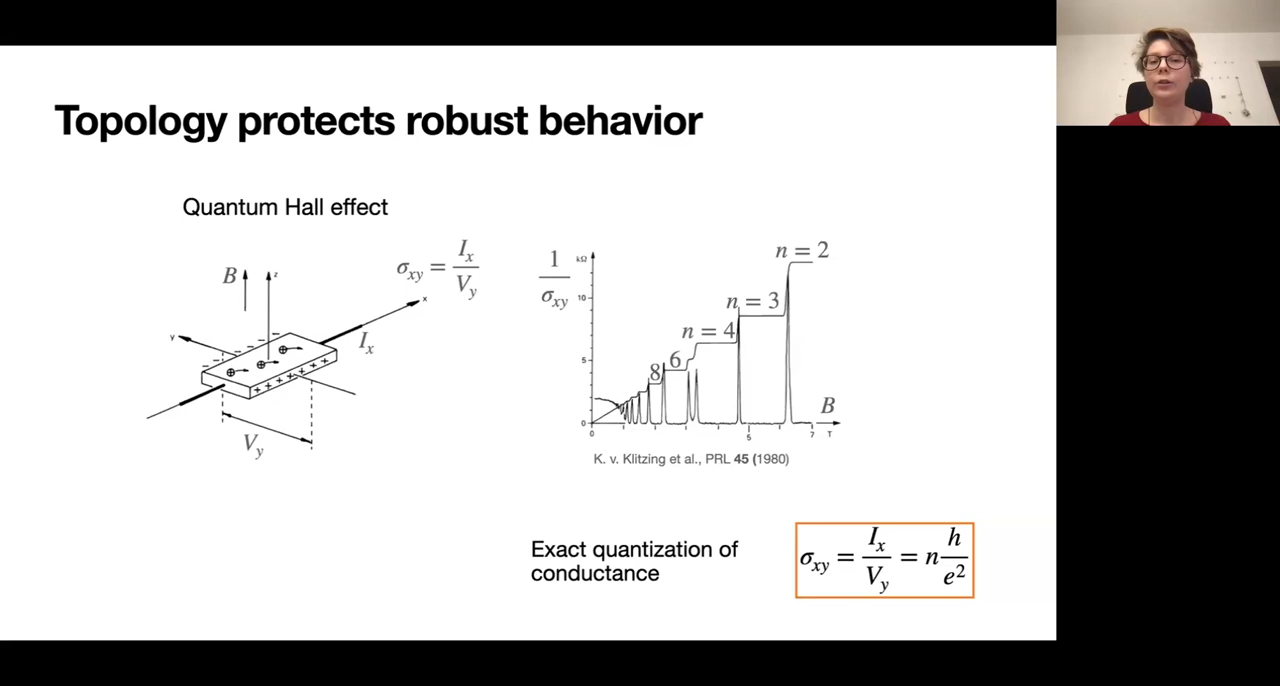 Topology protects robust behavior
Quantum Hall effect
B
z
σxy = Ix / Vy
x
y
Ix
Vy
1 / σxy
kΩ
10
5
0
0
5
7
T
B
8
6
n = 4
n = 3
n = 2
K. v. Klitzing et al., PRL 45 (1980)
Exact quantization of
conductance
σxy = Ix / Vy = n h / e²